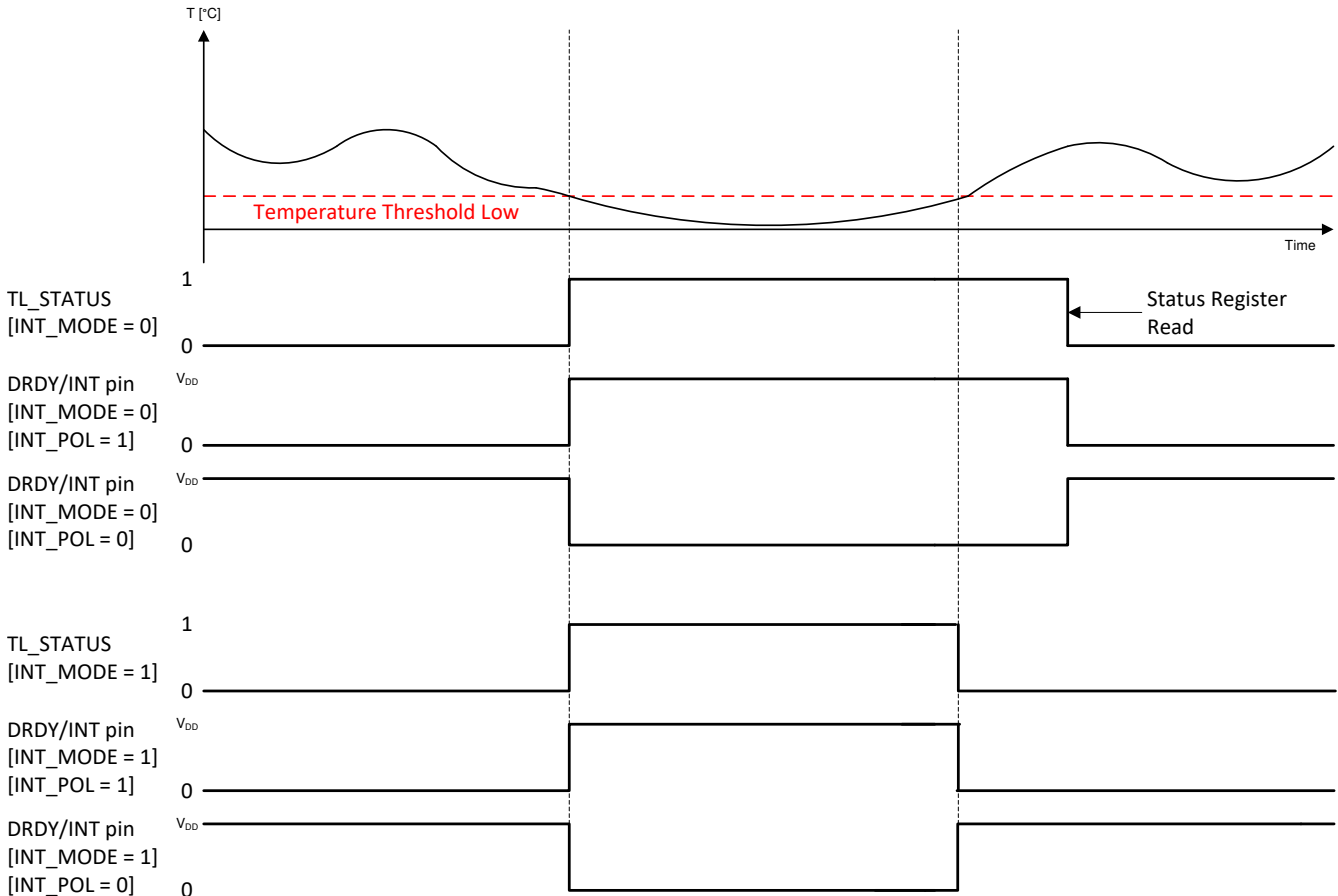 T [°C]
Temperature Threshold Low
Time
TL_STATUS
[INT_MODE = 0]
1
0
Status Register
Read
DRDY/INT pin
[INT_MODE = 0]
[INT_POL = 1]
VDD
0
DRDY/INT pin
[INT_MODE = 0]
[INT_POL = 0]
VDD
0
TL_STATUS
[INT_MODE = 1]
1
0
DRDY/INT pin
[INT_MODE = 1]
[INT_POL = 1]
VDD
0
DRDY/INT pin
[INT_MODE = 1]
[INT_POL = 0]
VDD
0